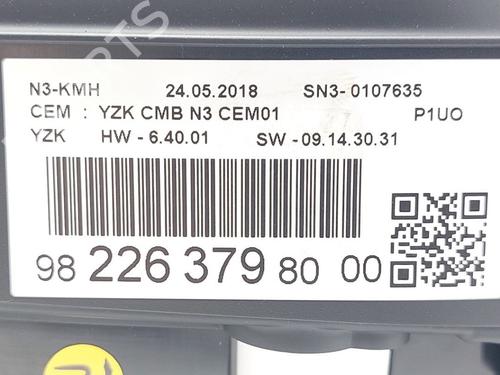 N3-KMH 24.05.2018 SN3- 0107635
CEM : YZK CMB N3 CEM01 P1UO
YZK HW - 6.40.01 SW - 09.14.30.31
98 226 379 80 00